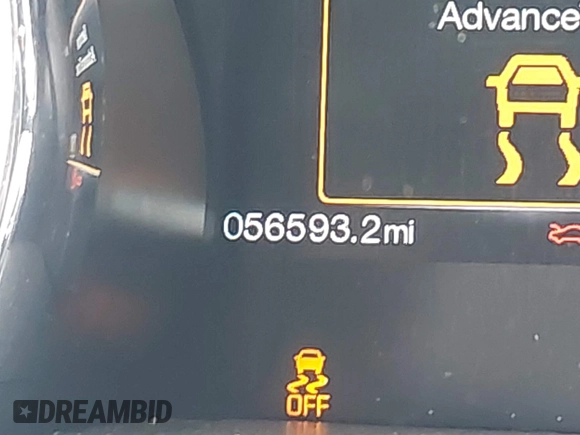 Advance
056593.2mi
OFF
DREAMBID